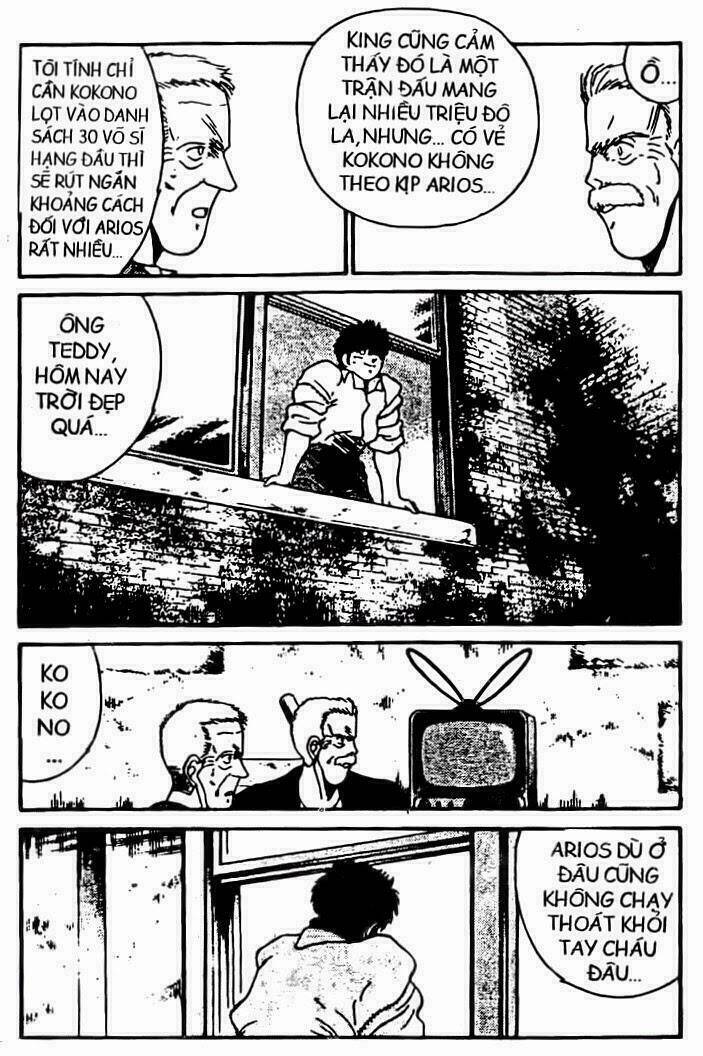 TÔI TÍNH CHỈ
CẦN KOKONO
LỌT VÀO DANH
SÁCH 30 VÕ SĨ
HẠNG ĐẦU THÌ
SẼ RÚT NGẮN
KHOẢNG CÁCH
ĐỐI VỚI ARIOS
RẤT NHIỀU...
KING CŨNG CẢM
THẤY ĐÓ LÀ MỘT
TRẬN ĐẤU MANG
LẠI NHIỀU TRIỆU ĐÔ
LA,NHƯNG... CÓ VẺ
KOKONO KHÔNG
THEO KỊP ARIOS...
Ồ...
ÔNG
TEDDY,
HÔM NAY
TRỜI ĐẸP
QUÁ...
KO
KO
NO
...
ARIOS DÙ Ở
ĐÂU CŨNG
KHÔNG CHẠY
THOÁT KHỎI
TAY CHÁU
ĐÂU...